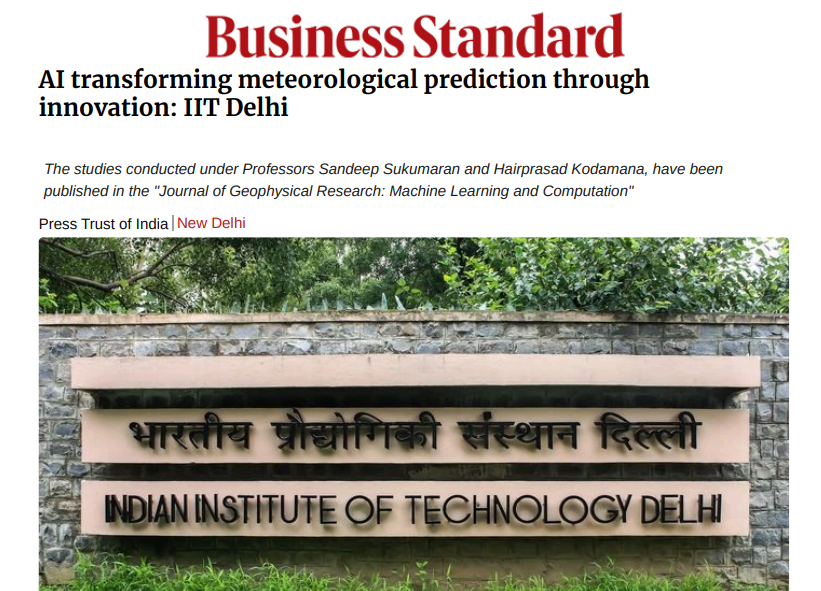 Business Standard
AI transforming meteorological prediction through
innovation: IIT Delhi
The studies conducted under Professors Sandeep Sukumaran and Hairprasad Kodamana, have been
published in the "Journal of Geophysical Research: Machine Learning and Computation"
Press Trust of India | New Delhi
भारतीय प्रौद्योगिकी संस्थान दिल्ली
INDIAN INSTITUTE OF TECHNOLOGY DELHI